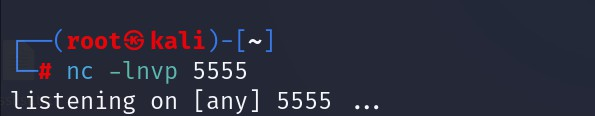 ┌──(root㉿kali)-[~]
└─# nc -lnvp 5555
listening on [any] 5555 ...